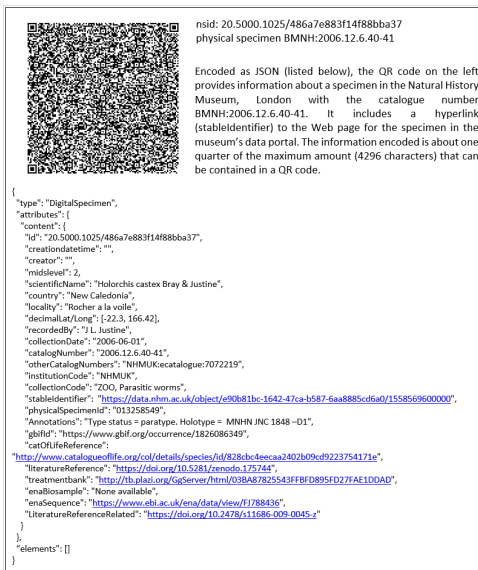 nsid: 20.5000.1025/486a7e883f14f88bba37
physical specimen BMNH:2006.12.6.40-41
Encoded as JSON (listed below), the QR code on the left
provides information about a specimen in the Natural History
Museum, London with the catalogue number
BMNH:2006.12.6.40-41. It includes a hyperlink
(stableIdentifier) to the Web page for the specimen in the
museum's data portal. The information encoded is about one
quarter of the maximum amount (4296 characters) that can
be contained in a QR code.
{
"type": "DigitalSpecimen",
"attributes": {
"content": {
"id": "20.5000.1025/486a7e883f14f88bba37",
"creationdatetime": "",
"creator": "",
"midslevel": 2,
"scientificName": "Holorchis castex Bray & Justine",
"country": "New Caledonia",
"locality": "Rocher a la voile",
"decimalLat/Long": [-22.3, 166.42],
"recordedBy": "J L. Justine",
"collectionDate": "2006-06-01",
"catalogNumber": "2006.12.6.40-41",
"otherCatalogNumbers": "NHMUK:ecatalogue:7072219",
"institutionCode": "NHMUK",
"collectionCode": "ZOO, Parasitic worms",
"stableIdentifier": "https://data.nhm.ac.uk/object/e90b81bc-1642-47ca-b587-6aa8885cd6a0/1558569600000",
"physicalSpecimenId": "013258549",
"Annotations": "Type status = paratype. Holotype = MNHN JNC 1848 –D1",
"gbifId": "https://www.gbif.org/occurrence/1826086349",
"catOfLifeReference":
"http://www.catalogueoflife.org/col/details/species/id/828cbc4eecaa2402b09cd9223754171e",
"literatureReference": "https://doi.org/10.5281/zenodo.175744",
"treatmentbank": "http://tb.plazi.org/GgServer/html/03BA87825543FFBFD895FD27FAE1DDAD",
"enaBiosample": "None available",
"enaSequence": "https://www.ebi.ac.uk/ena/data/view/FJ788436",
"LiteratureReferenceRelated": "https://doi.org/10.2478/s11686-009-0045-z"
}
},
"elements": []
}